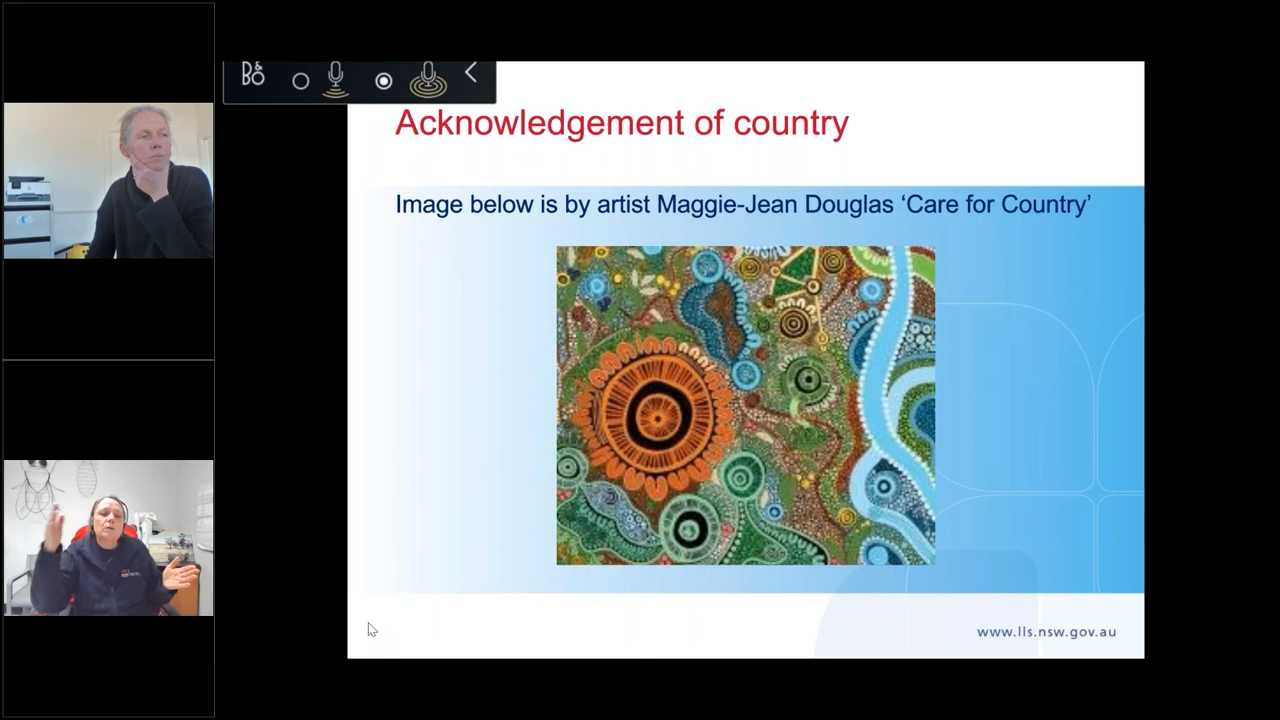 B&
BO
Acknowledgement of country
Image below is by artist Maggie-Jean Douglas ‘Care for Country’
www.lls.nsw.gov.au